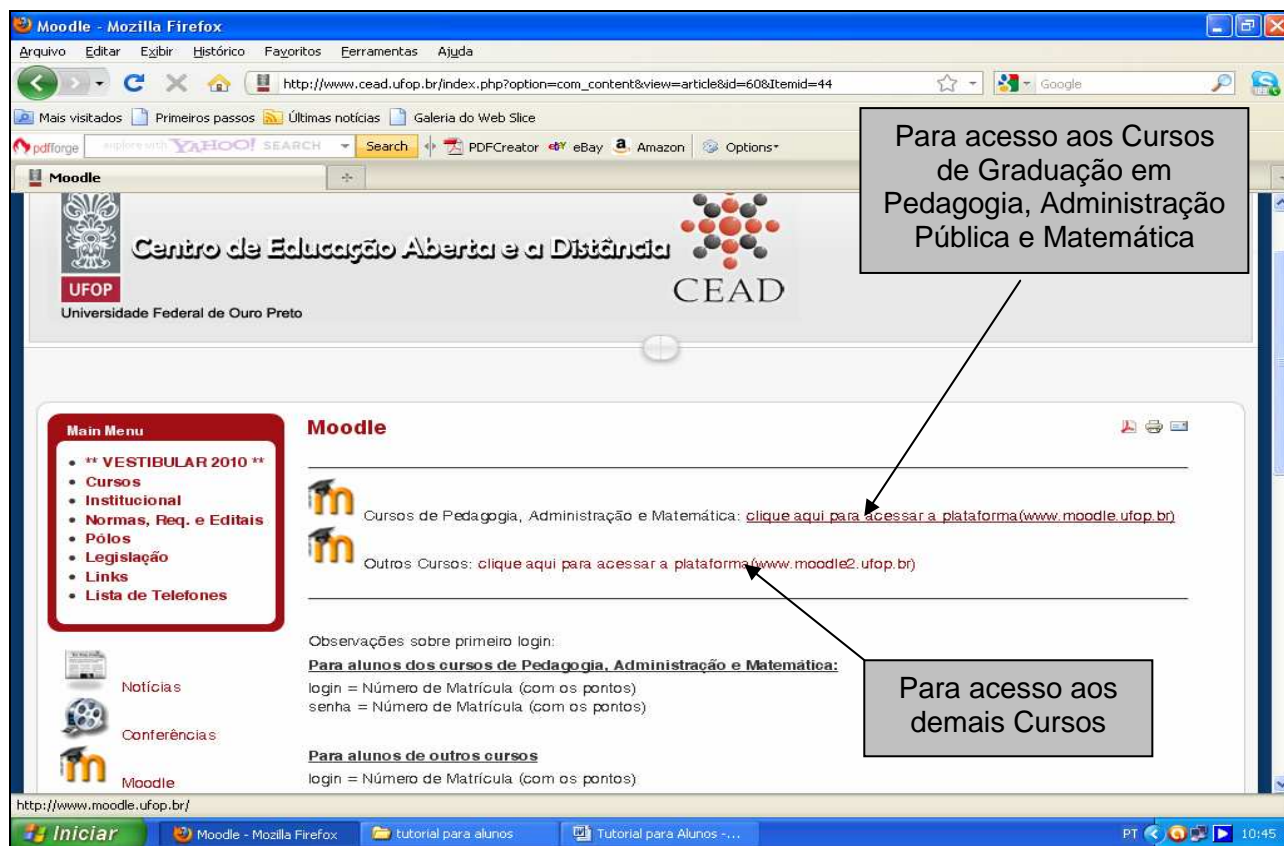 Moodle - Mozilla Firefox
Arquivo Editar Exibir Histórico Favoritos Ferramentas Ajuda
http://www.cead.ufop.br/index.php?option=com_content&view=article&id=60&Itemid=44
Google
Mais visitados Primeiros passos Últimas notícias Galeria do Web Slice
pdfforge explore with YAHOO! SEARCH Search PDFCreator eBay Amazon Options
Moodle
Para acesso aos Cursos
de Graduação em
Pedagogia, Administração
Pública e Matemática
Centro de Educação Aberta e a Distância
UFOP
CEAD
Universidade Federal de Ouro Preto
Main Menu
** VESTIBULAR 2010 **
Cursos
Institucional
Normas, Req. e Editais
Pólos
Legislação
Links
Lista de Telefones
Notícias
Conferências
Moodle
Moodle
Cursos de Pedagogia, Administração e Matemática: clique aqui para acessar a plataforma(www.moodle.ufop.br)
Outros Cursos: clique aqui para acessar a plataforma(www.moodle2.ufop.br)
Observações sobre primeiro login:
Para alunos dos cursos de Pedagogia, Administração e Matemática:
login = Número de Matrícula (com os pontos)
senha = Número de Matrícula (com os pontos)
Para alunos de outros cursos
login = Número de Matrícula (com os pontos)
Para acesso aos
demais Cursos
http://www.moodle.ufop.br/
Iniciar Moodle - Mozilla Firefox tutorial para alunos Tutorial para Alunos -... PT 10:45